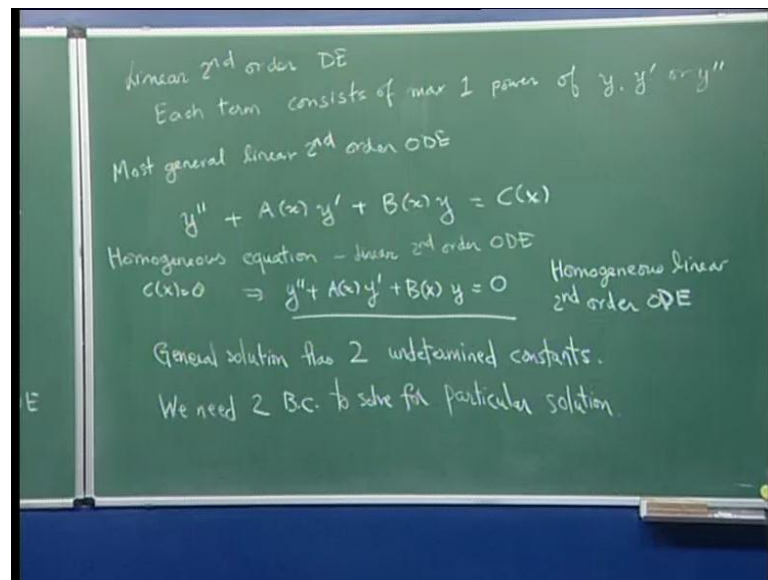 Linear 2nd order DE
Each term consists of max 1 power of y, y' or y''
Most general linear 2nd order ODE
y'' + A(x) y' + B(x) y = C(x)
Homogeneous equation - linear 2nd order ODE
C(x)=0 ⇒ y''+ A(x) y' + B(x) y = 0
Homogeneous linear
2nd order ODE
General solution has 2 undetermined constants.
E
We need 2 B.C. to solve for particular solution.